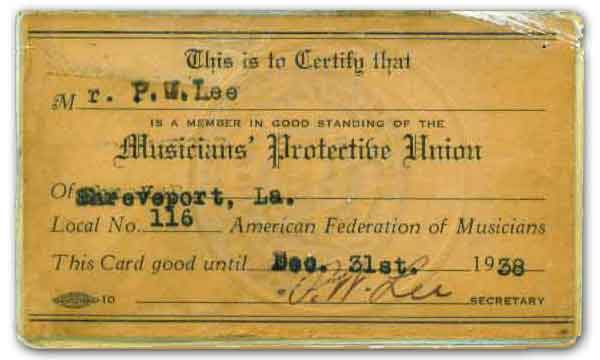 This is to Certify that
Mr. P.W.Lee
IS A MEMBER IN GOOD STANDING OF THE
Musicians' Protective Union
Of Shreveport, La.
Local No. 116 American Federation of Musicians
This Card good until Dec. 31st. 1938
P.W. Lee SECRETARY
10